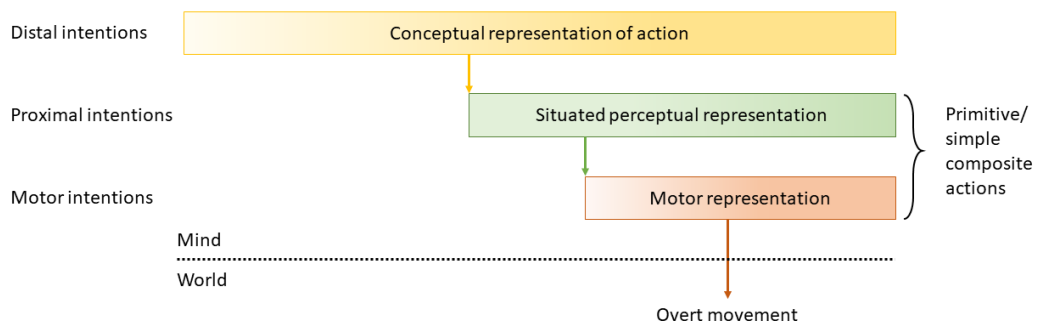 Distal intentions
Conceptual representation of action
Proximal intentions
Situated perceptual representation
Primitive/
simple
composite
actions
Motor intentions
Motor representation
Mind
World
Overt movement